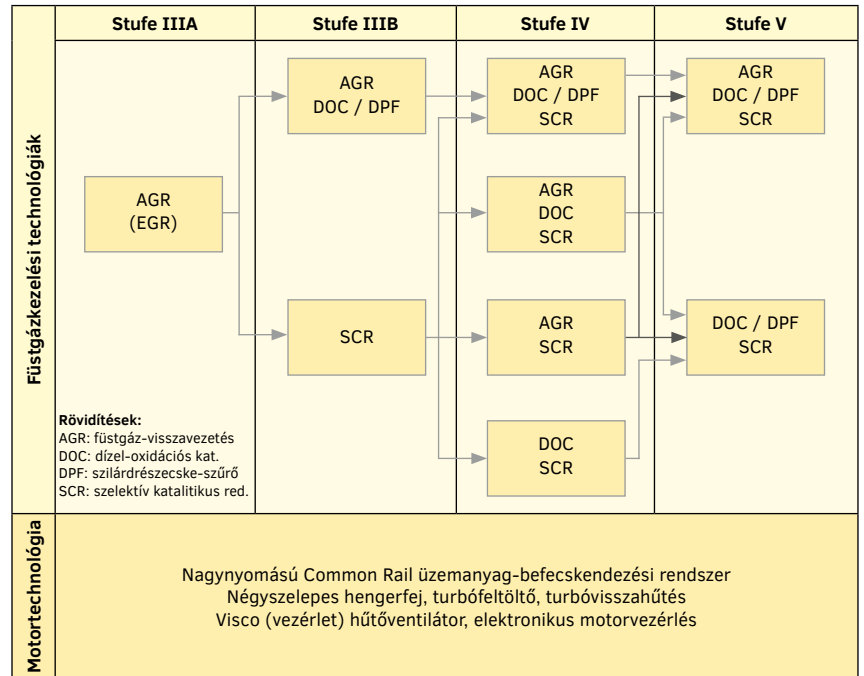 Stufe IIIA
Stufe IIIB
Stufe IV
Stufe V
Füstgázkezelési technológiák
AGR
(EGR)
AGR
DOC / DPF
SCR
AGR
DOC / DPF
SCR
AGR
DOC
SCR
AGR
SCR
DOC
SCR
AGR
DOC / DPF
SCR
DOC / DPF
SCR
Rövidítések:
AGR: füstgáz-visszavezetés
DOC: dízel-oxidációs kat.
DPF: szilárdrészecske-szűrő
SCR: szelektív katalitikus red.
Motortechnológia
Nagynyomású Common Rail üzemanyag-befecskendezési rendszer
Négyszelepes hengerfej, turbófeltöltő, turbóvisszahűtés
Visco (vezérlet) hűtőventilátor, elektronikus motorvezérlés